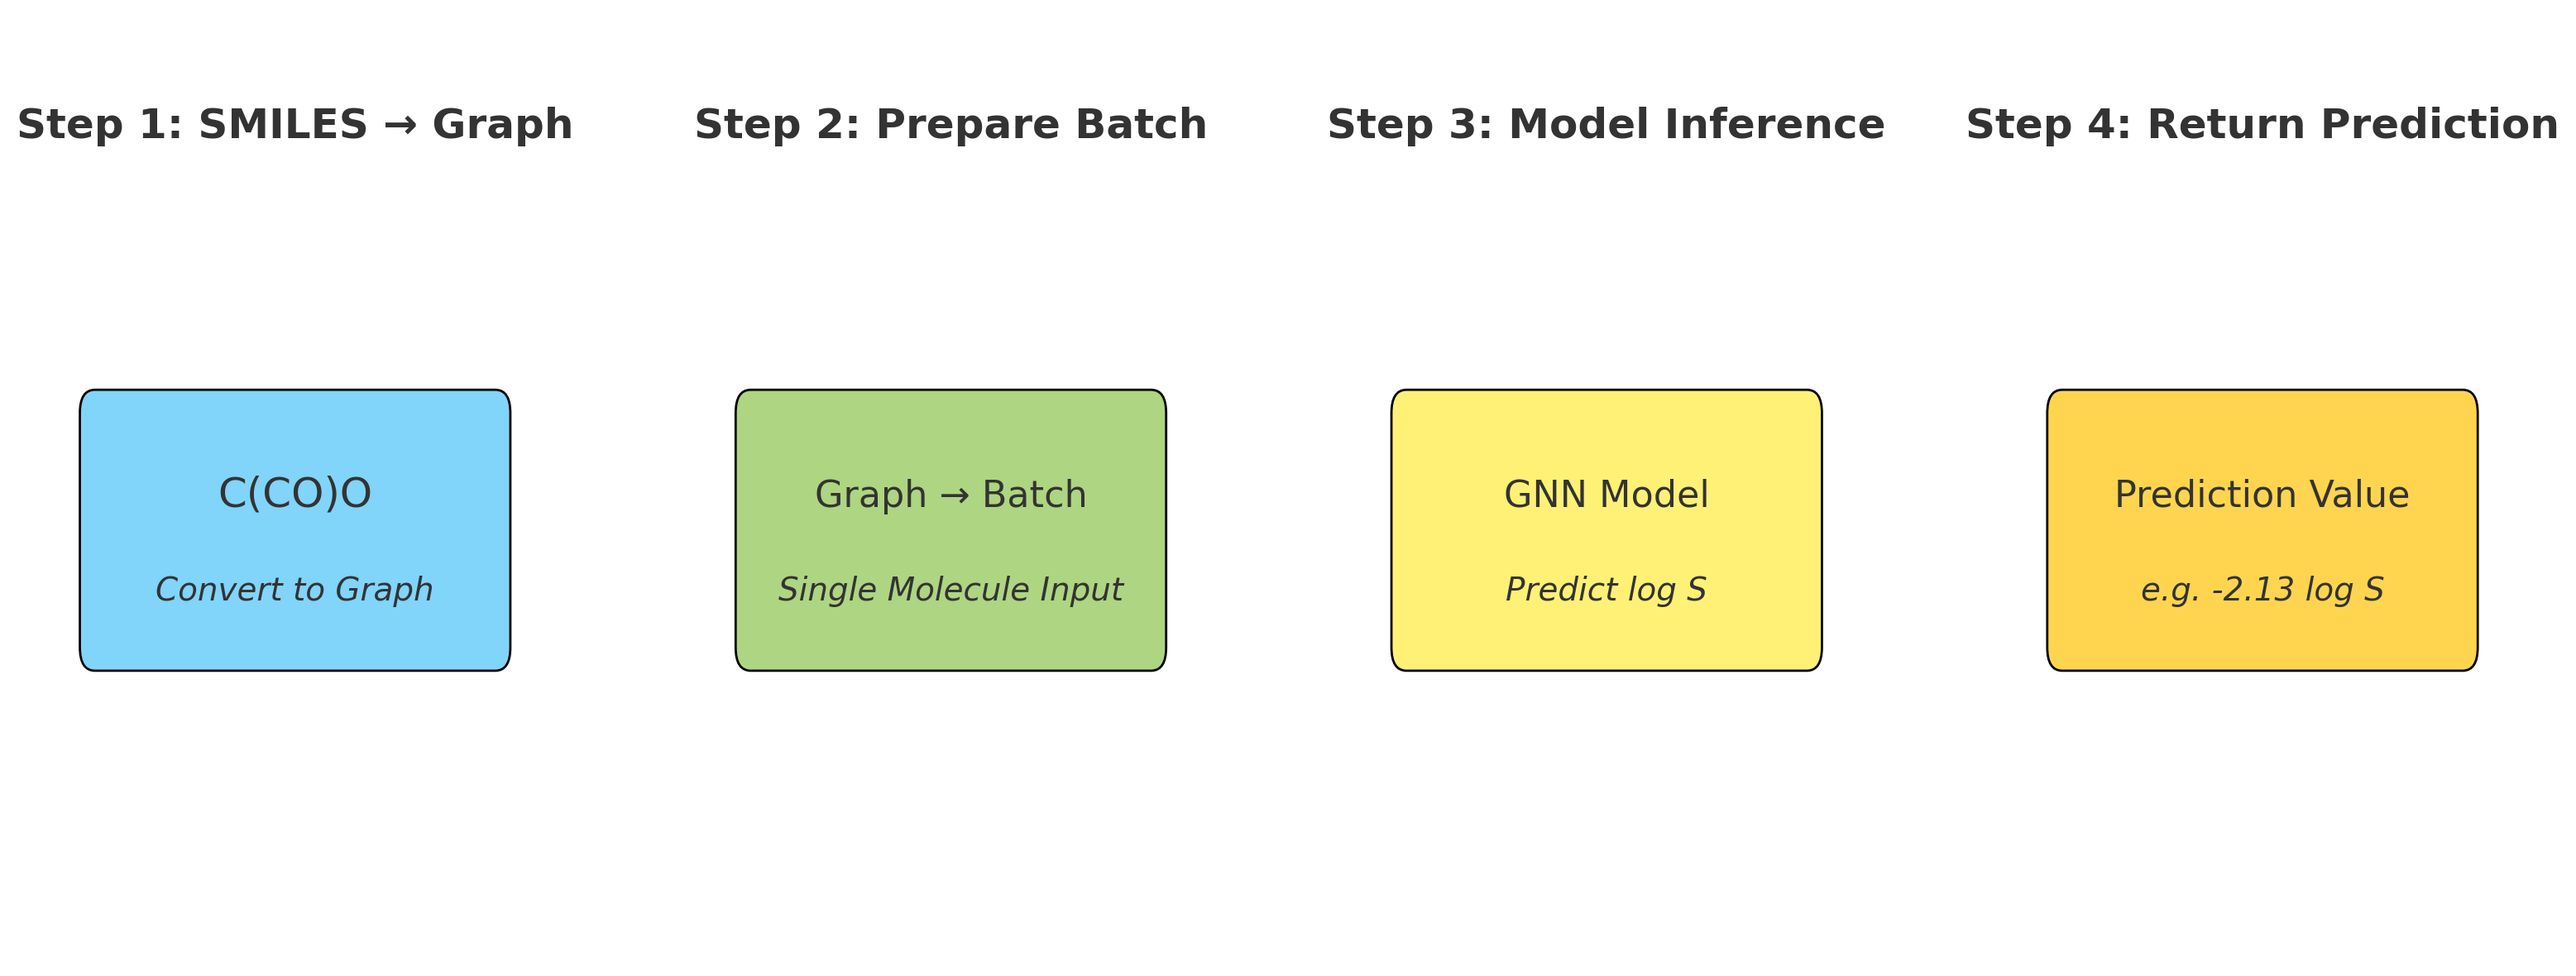 Step 1: SMILES → Graph
C(CO)O
Convert to Graph
Step 2: Prepare Batch
Graph → Batch
Single Molecule Input
Step 3: Model Inference
GNN Model
Predict log S
Step 4: Return Prediction
Prediction Value
e.g. -2.13 log S